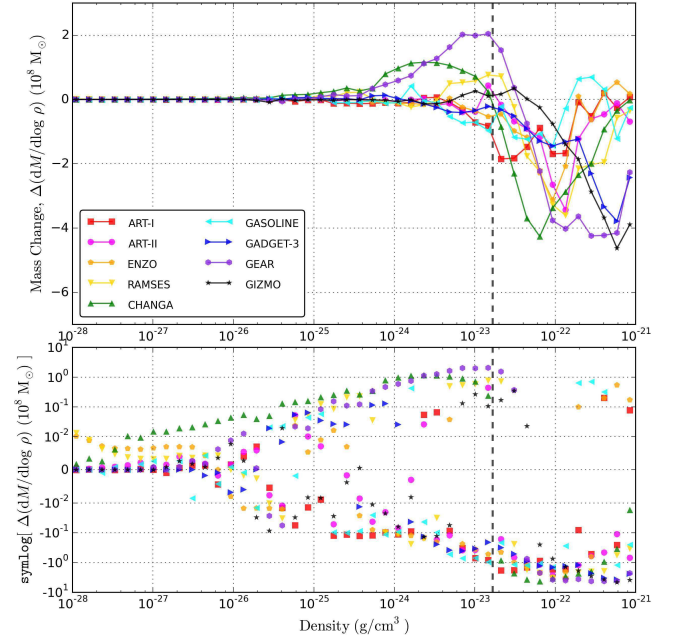 2
0
−2
−4
−6
Mass Change, Δ(dM/dlog ρ) (10⁸ M☉)
ART-I
ART-II
ENZO
RAMSES
CHANGA
GASOLINE
GADGET-3
GEAR
GIZMO
10⁻²⁸ 10⁻²⁷ 10⁻²⁶ 10⁻²⁵ 10⁻²⁴ 10⁻²³ 10⁻²² 10⁻²¹
10¹
10⁰
10⁻¹
10⁻²
0
-10⁻²
-10⁻¹
-10⁰
-10¹
symlog[ Δ(dM/dlog ρ) (10⁸ M☉) ]
10⁻²⁸ 10⁻²⁷ 10⁻²⁶ 10⁻²⁵ 10⁻²⁴ 10⁻²³ 10⁻²² 10⁻²¹
Density (g/cm³ )